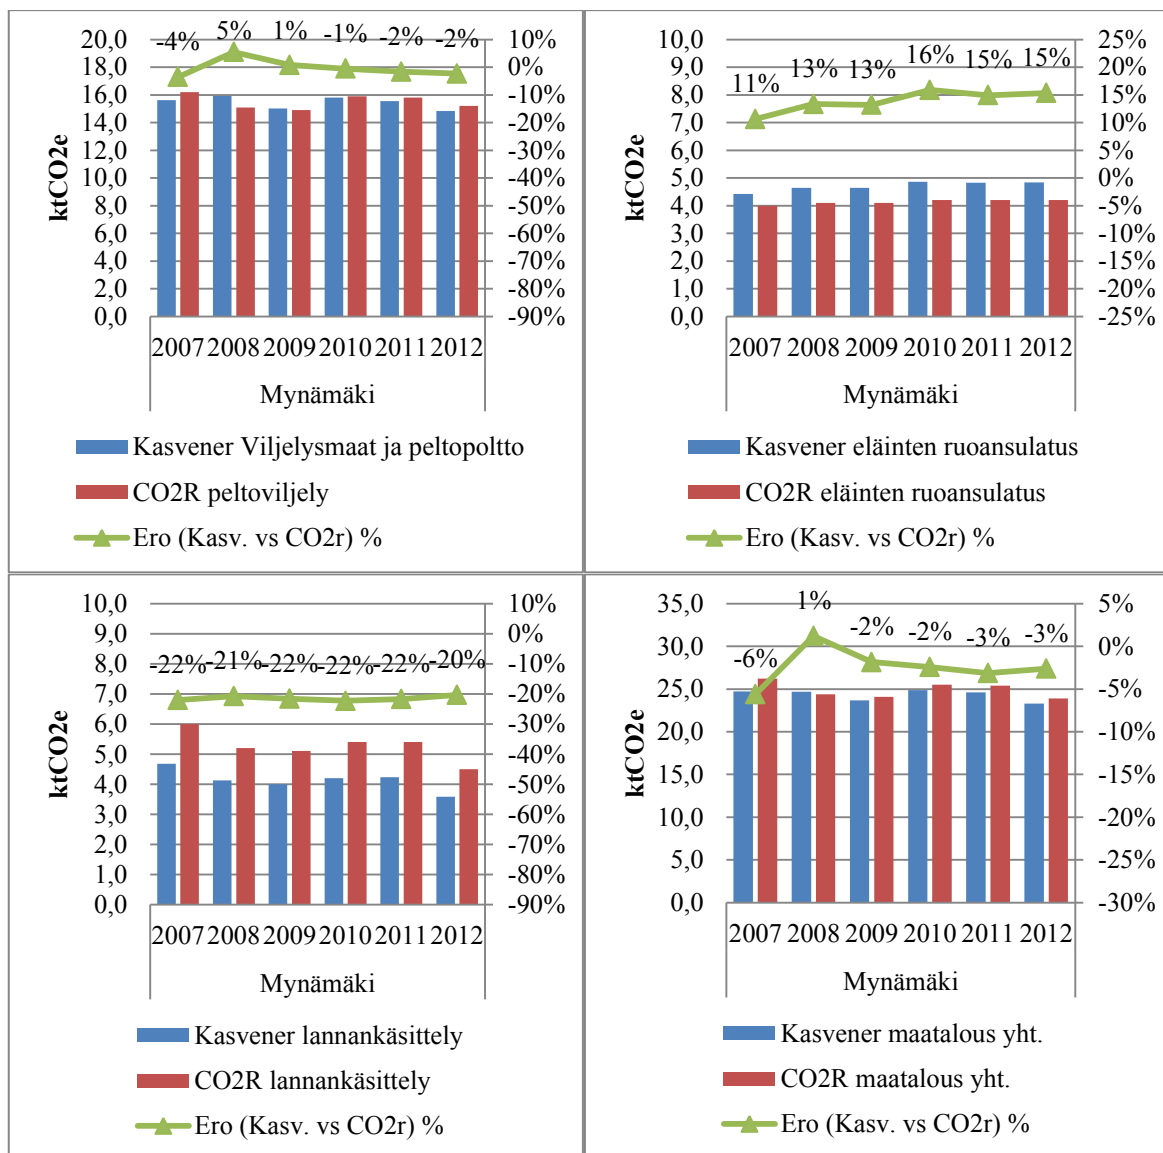 -4% 5% 1% -1% -2% -2%
20,0 10%
18,0 0%
16,0 -10%
14,0 -20%
12,0 -30%
10,0 -40%
8,0 -50%
6,0 -60%
4,0 -70%
2,0 -80%
0,0 -90%
ktCO2e
2007 2008 2009 2010 2011 2012
Mynämäki
Kasvener Viljelysmaat ja peltopoltto
CO2R peltoviljely
Ero (Kasv. vs CO2r) %
11% 13% 13% 16% 15% 15%
10,0 25%
9,0 20%
8,0 15%
7,0 10%
6,0 5%
5,0 0%
4,0 -5%
3,0 -10%
2,0 -15%
1,0 -20%
0,0 -25%
ktCO2e
2007 2008 2009 2010 2011 2012
Mynämäki
Kasvener eläinten ruoansulatus
CO2R eläinten ruoansulatus
Ero (Kasv. vs CO2r) %
10,0 10%
9,0 0%
8,0 -10%
7,0 -20%
6,0 -30%
5,0 -40%
4,0 -50%
3,0 -60%
2,0 -70%
1,0 -80%
0,0 -90%
-22% -21% -22% -22% -22% -20%
ktCO2e
2007 2008 2009 2010 2011 2012
Mynämäki
Kasvener lannankäsittely
CO2R lannankäsittely
Ero (Kasv. vs CO2r) %
-6% 1% -2% -2% -3% -3%
35,0 5%
30,0 0%
25,0 -5%
20,0 -10%
15,0 -15%
10,0 -20%
5,0 -25%
0,0 -30%
ktCO2e
2007 2008 2009 2010 2011 2012
Mynämäki
Kasvener maatalous yht.
CO2R maatalous yht.
Ero (Kasv. vs CO2r) %